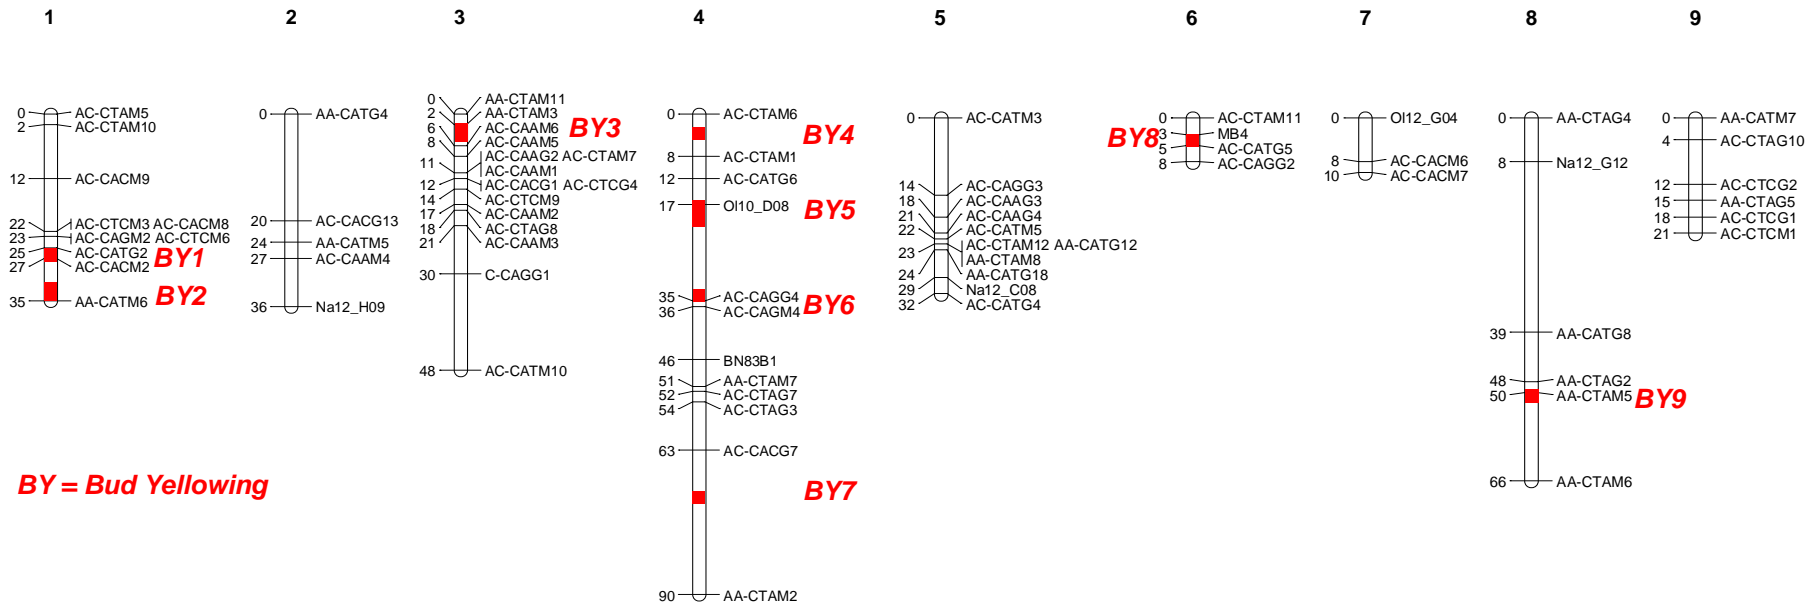 1 2 3 4 5 6 7 8 9
0 AC-CTAM5
2 AC-CTAM10
12 AC-CACM9
22 AC-CTCM3 AC-CACM8
23 AC-CAGM2 AC-CTCM6
25 AC-CATG2
27 AC-CACM2
35 AA-CATM6
BY1
BY2
0 AA-CATG4
20 AC-CACG13
24 AA-CATM5
27 AC-CAAM4
36 Na12_H09
0 AA-CTAM11
2 AA-CTAM3
6 AC-CAAM6
8 AC-CAAM5
AC-CAAG2 AC-CTAM7
11 AC-CAAM1
12 AC-CACG1 AC-CTCG4
14 AC-CTCM9
17 AC-CAAM2
18 AC-CTAG8
21 AC-CAAM3
30 C-CAGG1
48 AC-CATM10
BY3
0 AC-CTAM6
8 AC-CTAM1
12 AC-CATG6
17 OI10_D08
35 AC-CAGG4
36 AC-CAGM4
46 BN83B1
51 AA-CTAM7
52 AC-CTAG7
54 AC-CTAG3
63 AC-CACG7
90 AA-CTAM2
BY4
BY5
BY6
BY7
0 AC-CATM3
14 AC-CAGG3
18 AC-CAAG3
21 AC-CAAG4
22 AC-CATM5
AC-CTAM12 AA-CATG12
23 AA-CTAM8
24 AA-CATG18
29 Na12_C08
32 AC-CATG4
0 AC-CTAM11
3 MB4
5 AC-CATG5
8 AC-CAGG2
BY8
0 OI12_G04
8 AC-CACM6
10 AC-CACM7
0 AA-CTAG4
8 Na12_G12
39 AA-CATG8
48 AA-CTAG2
50 AA-CTAM5
66 AA-CTAM6
BY9
0 AA-CATM7
4 AC-CTAG10
12 AC-CTCG2
15 AA-CTAG5
18 AC-CTCG1
21 AC-CTCM1
BY = Bud Yellowing